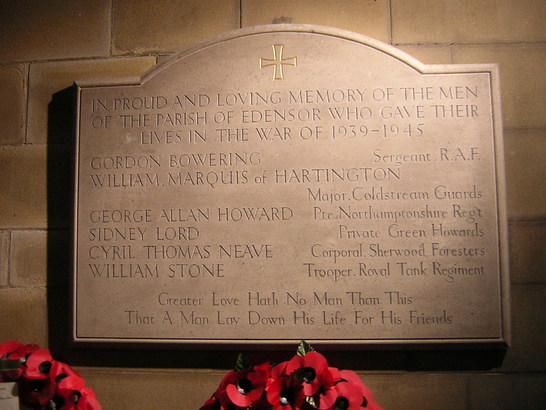 IN PROUD AND LOVING MEMORY OF THE MEN
OF THE PARISH OF EDENSOR WHO GAVE THEIR
LIVES IN THE WAR OF 1939-1945
GORDON BOWERING Sergeant. R.A.F.
WILLIAM, MARQUIS of HARTINGTON
Major. Coldstream Guards
GEORGE ALLAN HOWARD Pte. Northamptonshire Reg't
SIDNEY LORD Private Green Howards
CYRIL THOMAS NEAVE Corporal. Sherwood Foresters
WILLIAM STONE Trooper. Royal Tank Regiment
Greater Love Hath No Man Than This
That A Man Lay Down His Life For His Friends